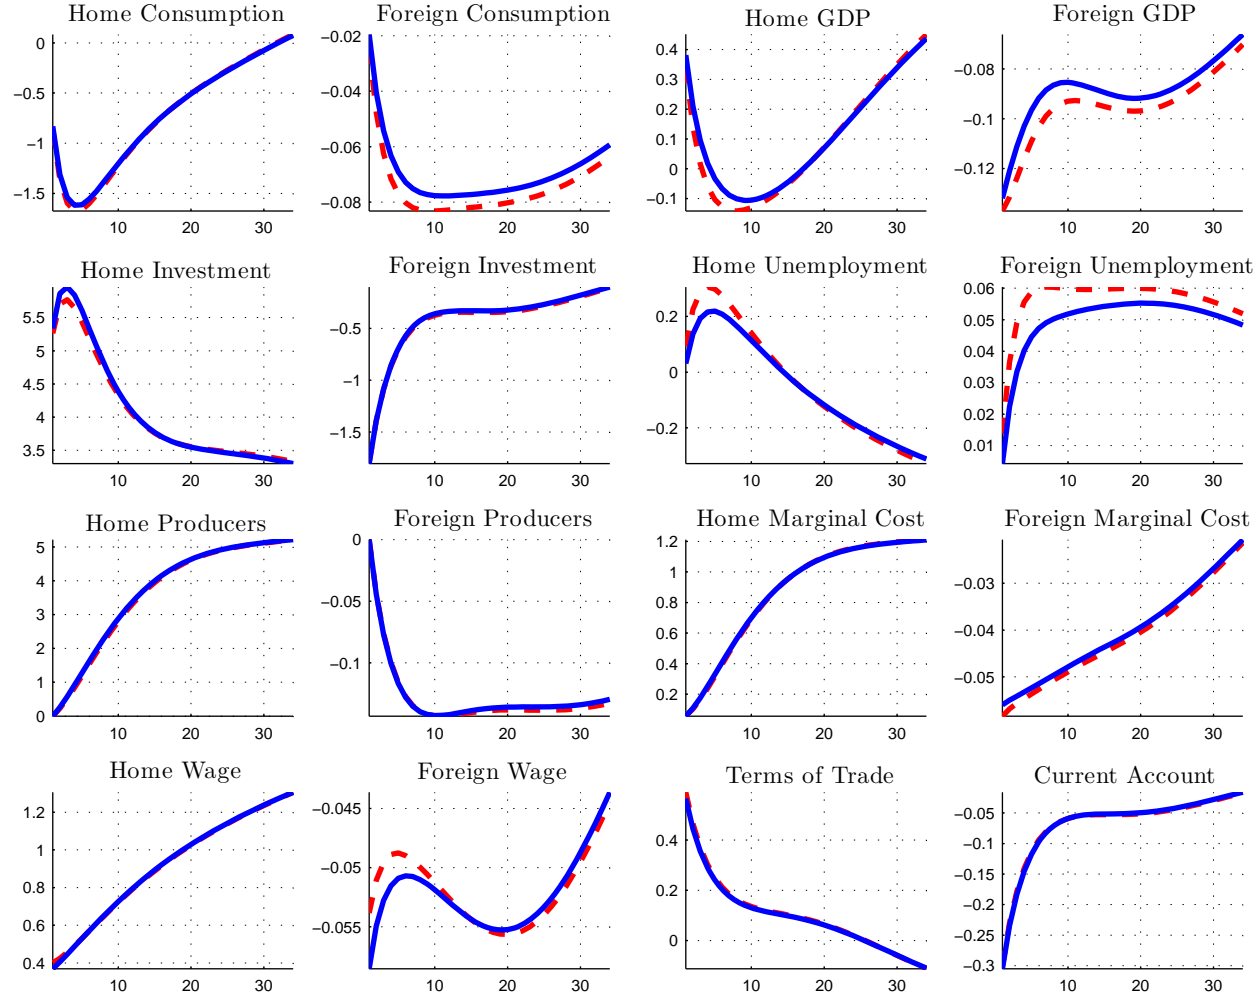 Home Consumption
0
−0.5
−1
−1.5
10 20 30
Foreign Consumption
−0.02
−0.04
−0.06
−0.08
10 20 30
Home GDP
0.4
0.3
0.2
0.1
0
−0.1
10 20 30
Foreign GDP
−0.08
−0.1
−0.12
10 20 30
Home Investment
5.5
5
4.5
4
3.5
10 20 30
Foreign Investment
−0.5
−1
−1.5
10 20 30
Home Unemployment
0.2
0
−0.2
10 20 30
Foreign Unemployment
0.06
0.05
0.04
0.03
0.02
0.01
10 20 30
Home Producers
5
4
3
2
1
0
10 20 30
Foreign Producers
0
−0.05
−0.1
10 20 30
Home Marginal Cost
1.2
1
0.8
0.6
0.4
0.2
10 20 30
Foreign Marginal Cost
−0.03
−0.04
−0.05
10 20 30
Home Wage
1.2
1
0.8
0.6
0.4
10 20 30
Foreign Wage
−0.045
−0.05
−0.055
10 20 30
Terms of Trade
0.4
0.2
0
10 20 30
Current Account
−0.05
−0.1
−0.15
−0.2
−0.25
−0.3
10 20 30